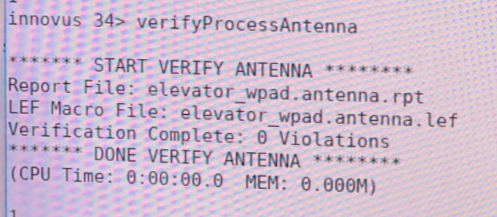 innovus 34> verifyProcessAntenna
******* START VERIFY ANTENNA ********
Report File: elevator_wpad.antenna.rpt
LEF Macro File: elevator_wpad.antenna.lef
Verification Complete: 0 Violations
******* DONE VERIFY ANTENNA ********
(CPU Time: 0:00:00.0  MEM: 0.000M)